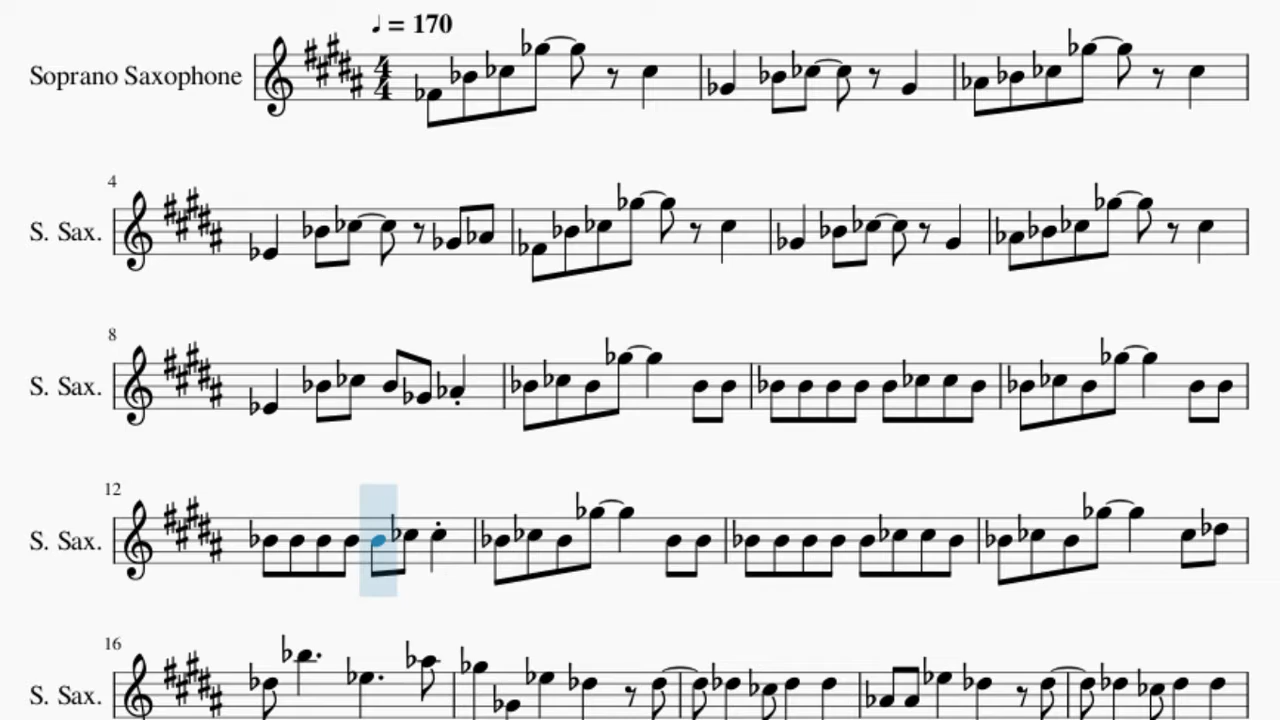 ♩ = 170
Soprano Saxophone
4
4
4
S. Sax.
8
S. Sax.
12
S. Sax.
16
S. Sax.